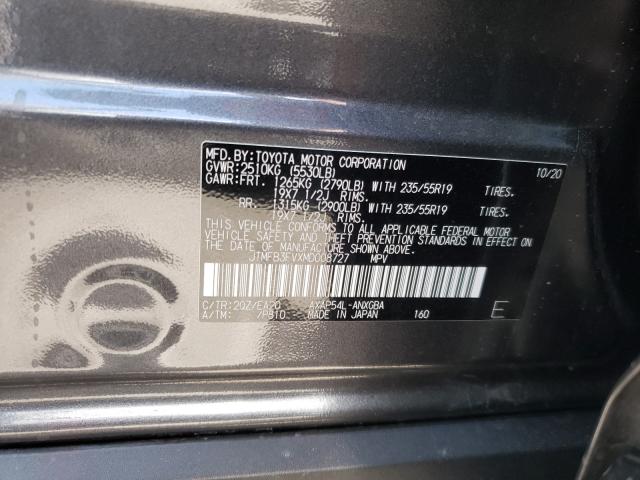 MFD.BY:TOYOTA MOTOR CORPORATION 10/20
GVWR:2510KG (5530LB)
GAWR:FRT. 1265KG (2790LB) WITH 235/55R19 TIRES.
19X7 1/2J RIMS.
RR. 1315KG (2900LB) WITH 235/55R19 TIRES.
19X7 1/2J RIMS.
THIS VEHICLE CONFORMS TO ALL APPLICABLE FEDERAL MOTOR
VEHICLE SAFETY AND THEFT PREVENTION STANDARDS IN EFFECT ON
THE DATE OF MANUFACTURE SHOWN ABOVE.
JTMFB3FVXMD008727 MPV
C/TR:20Z/EA20 AXAP54L-ANXGBA
A/TM: /P810 MADE IN JAPAN 160 E